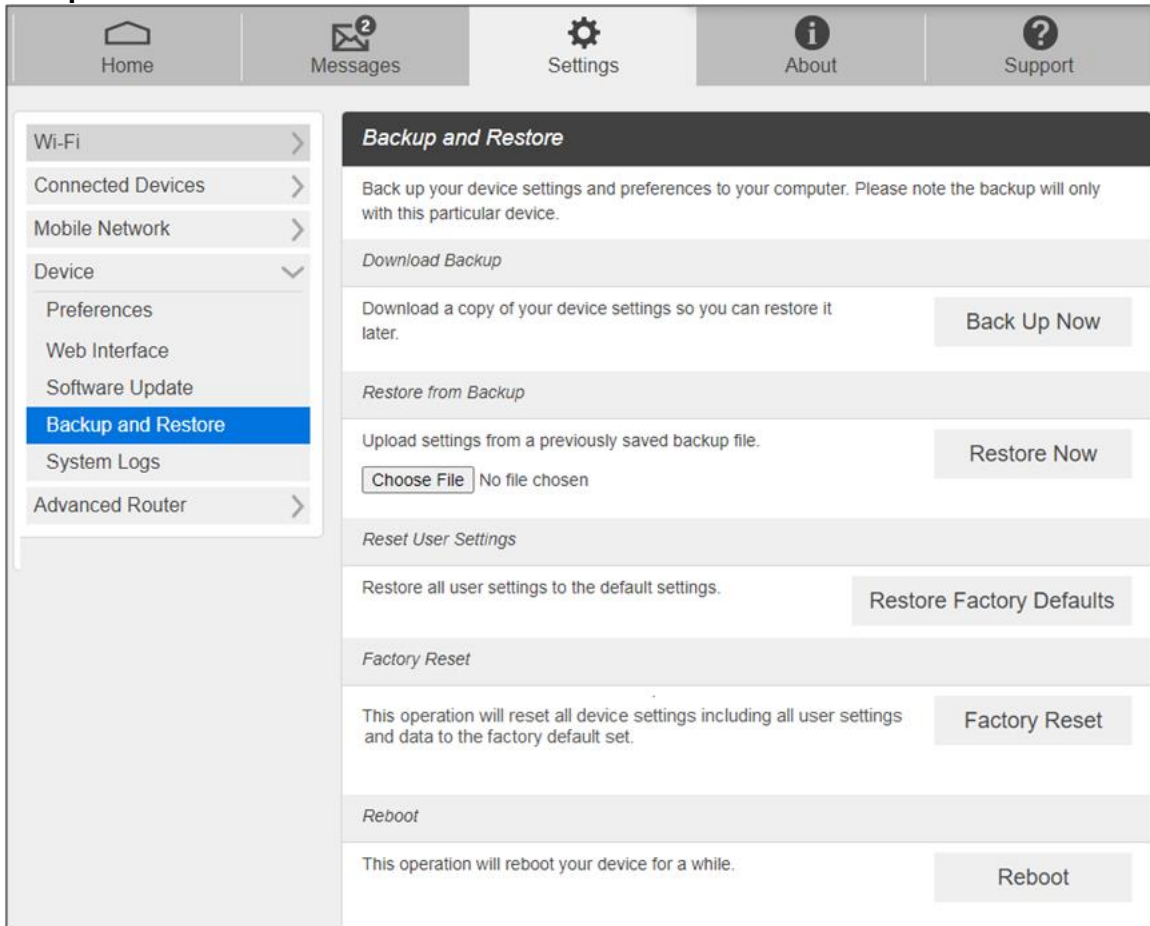 2
Home
Messages
Settings
About
Support
Wi-Fi
Connected Devices
Mobile Network
Device
Preferences
Web Interface
Software Update
Backup and Restore
System Logs
Advanced Router
Backup and Restore
Back up your device settings and preferences to your computer. Please note the backup will only
with this particular device.
Download Backup
Download a copy of your device settings so you can restore it
later.
Back Up Now
Restore from Backup
Upload settings from a previously saved backup file.
Choose File No file chosen
Restore Now
Reset User Settings
Restore all user settings to the default settings.
Restore Factory Defaults
Factory Reset
This operation will reset all device settings including all user settings
and data to the factory default set.
Factory Reset
Reboot
This operation will reboot your device for a while.
Reboot